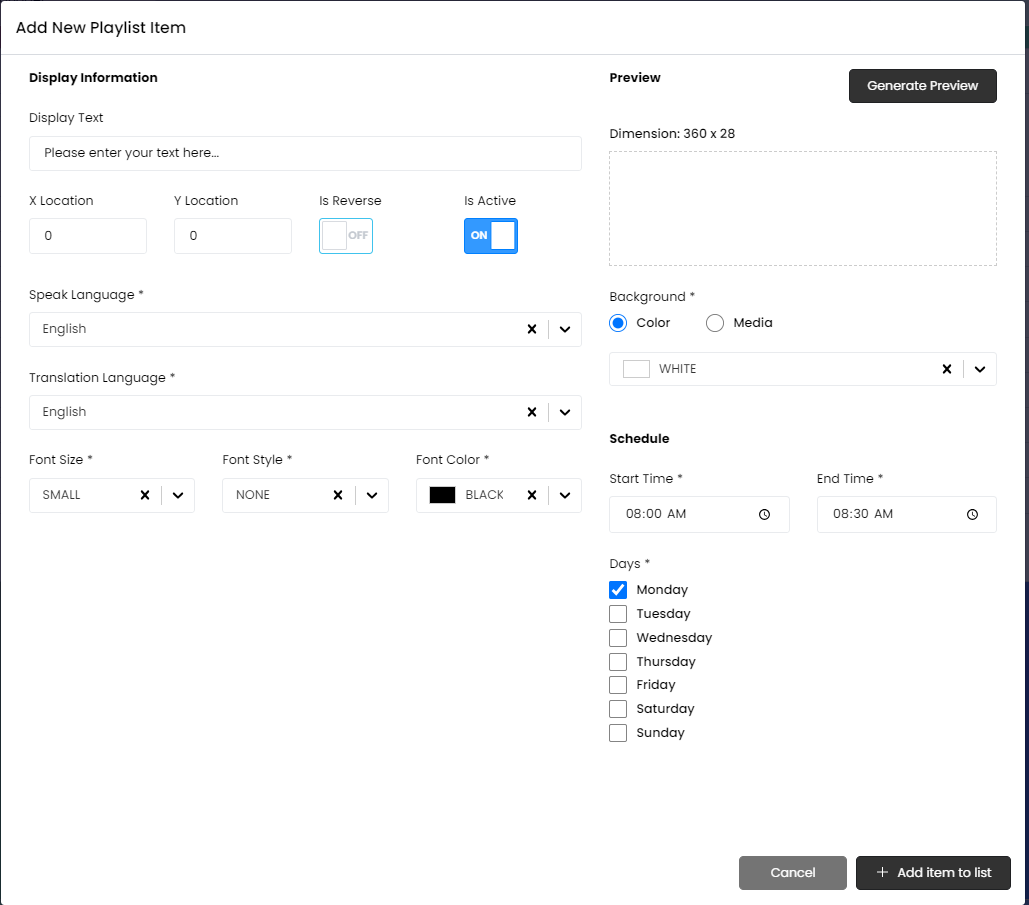 Add New Playlist Item
Display Information
Display Text
Please enter your text here...
X Location Y Location Is Reverse Is Active
0 0 OFF ON
Speak Language *
English
Translation Language *
English
Font Size * Font Style * Font Color *
SMALL NONE BLACK
Preview
Generate Preview
Dimension: 360 x 28
Background *
Color Media
WHITE
Schedule
Start Time * End Time *
08:00 AM 08:30 AM
Days *
Monday
Tuesday
Wednesday
Thursday
Friday
Saturday
Sunday
Cancel + Add item to list